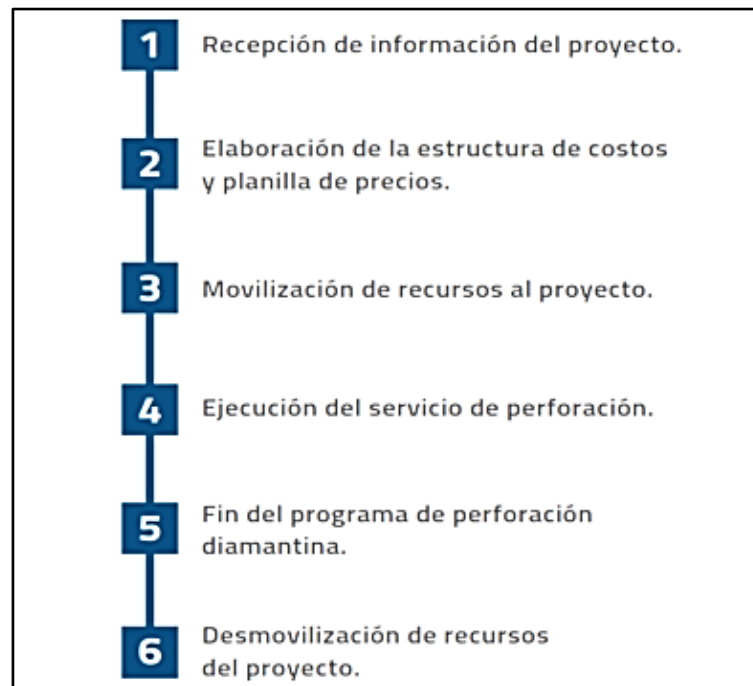 1 Recepción de información del proyecto.
2 Elaboración de la estructura de costos
y planilla de precios.
3 Movilización de recursos al proyecto.
4 Ejecución del servicio de perforación.
5 Fin del programa de perforación
diamantina.
6 Desmovilización de recursos
del proyecto.